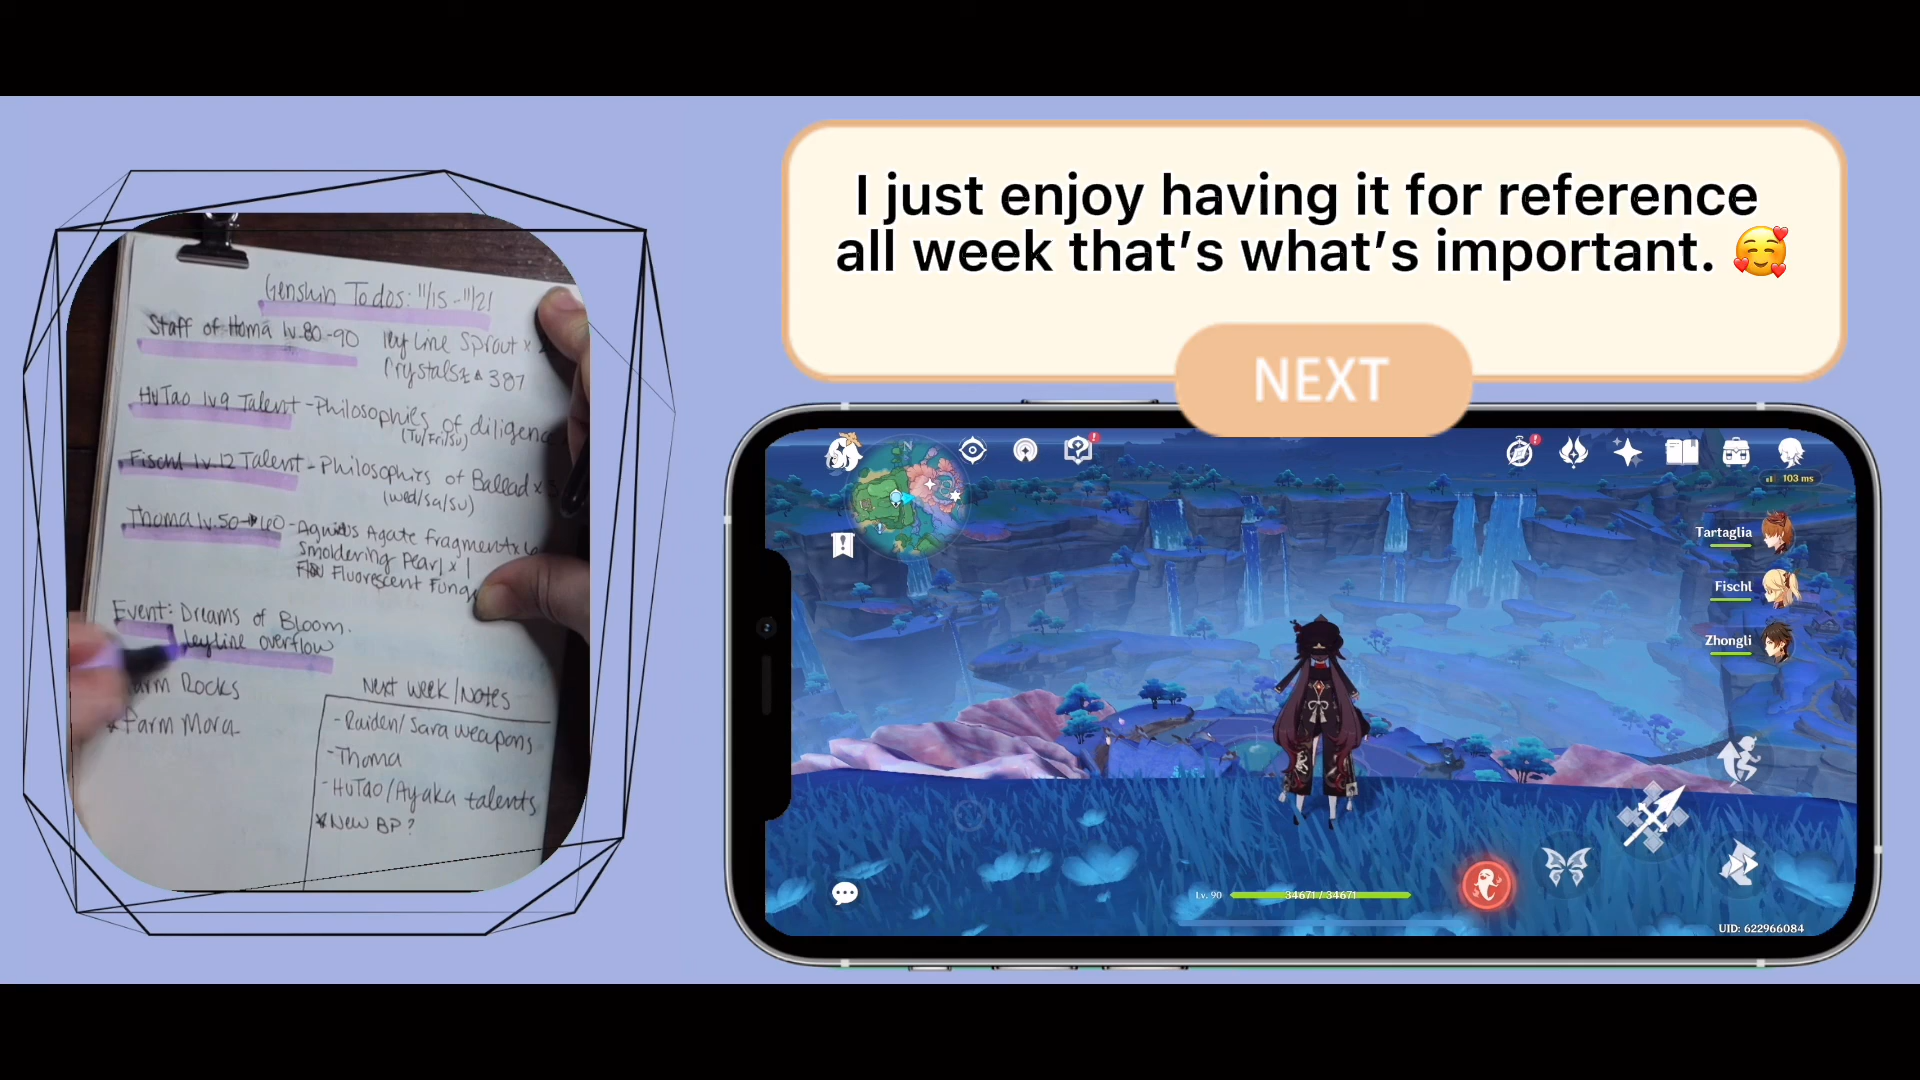 I just enjoy having it for reference
all week that's what's important. 🥰
NEXT
Genshin Todos: 11/15 - 11/21
Staff of Homa lv.80-90
ley Line Sprout x
Crystals 387
HuTao lv9 Talent - Philosophies of diligence
(Tu/Fri/Su)
Fischl lv.12 Talent - Philosophies of Ballad x 3
(Wed/Sa/Su)
Thoma lv.50→60 - Agnidus Agate fragment x 6
Smoldering Pearl x 1
Fluorescent Fung
Event: Dreams of Bloom.
leyline overflow
Rocks
*Farm Mora
Next week/Notes
- Raiden/Sara weapons
- Thoma
- HuTao/Ayaka talents
*New BP?
N
103 ms
Tartaglia
Fischl
Zhongli
Lv. 90
34671 / 34671
UID: 622966084